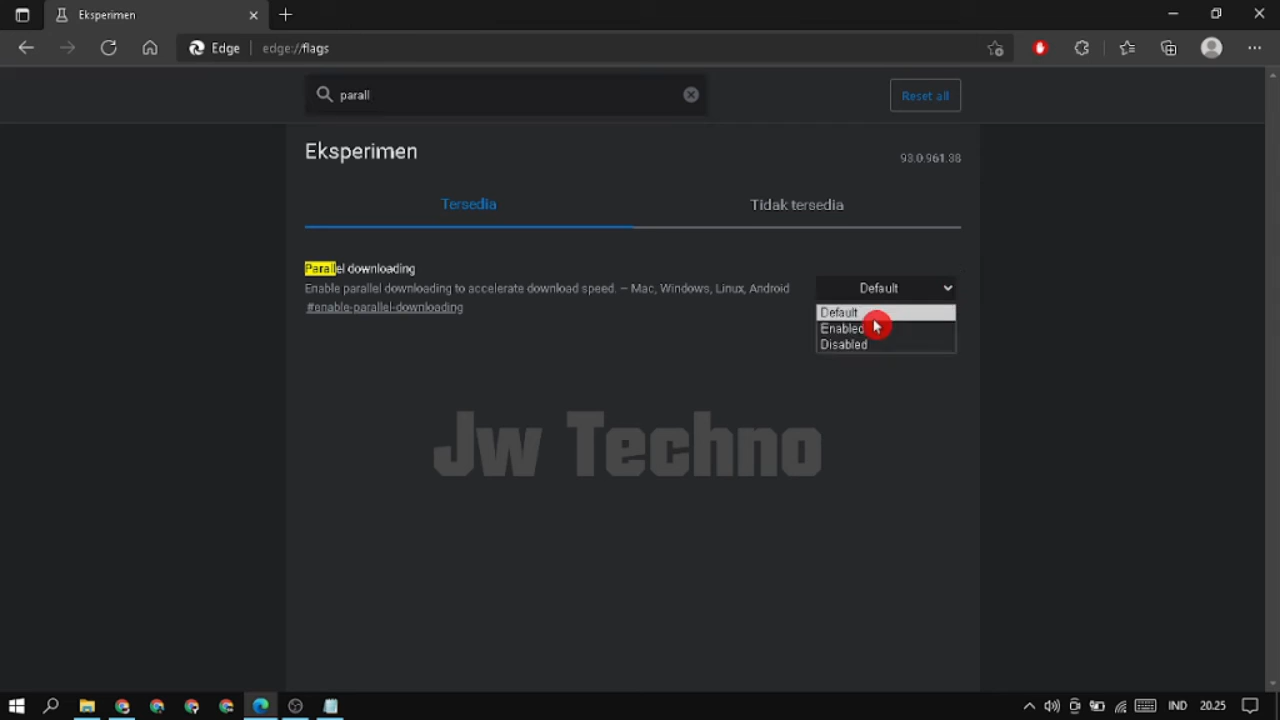 Eksperimen
Edge
edge://flags
parall
Reset all
Eksperimen
93.0.961.38
Tersedia
Tidak tersedia
Parallel downloading
Enable parallel downloading to accelerate download speed. – Mac, Windows, Linux, Android
#enable-parallel-downloading
Default
Default
Enabled
Disabled
Jw Techno
IND
20.25